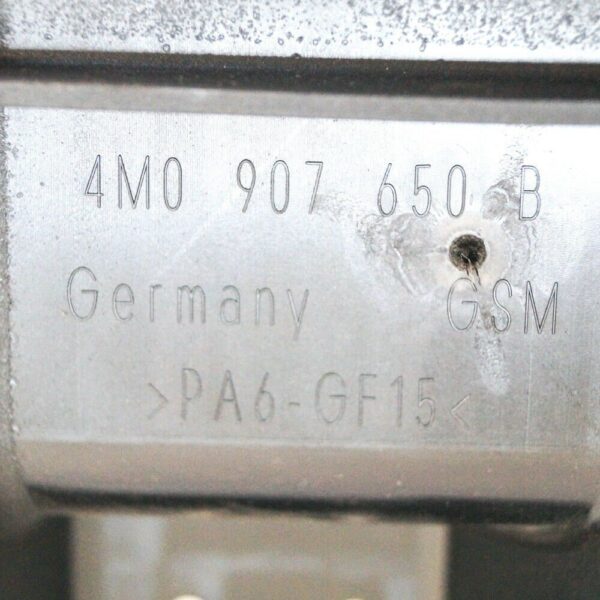 4M0 907 650 B
Germany GSM
>PA6-GF15<